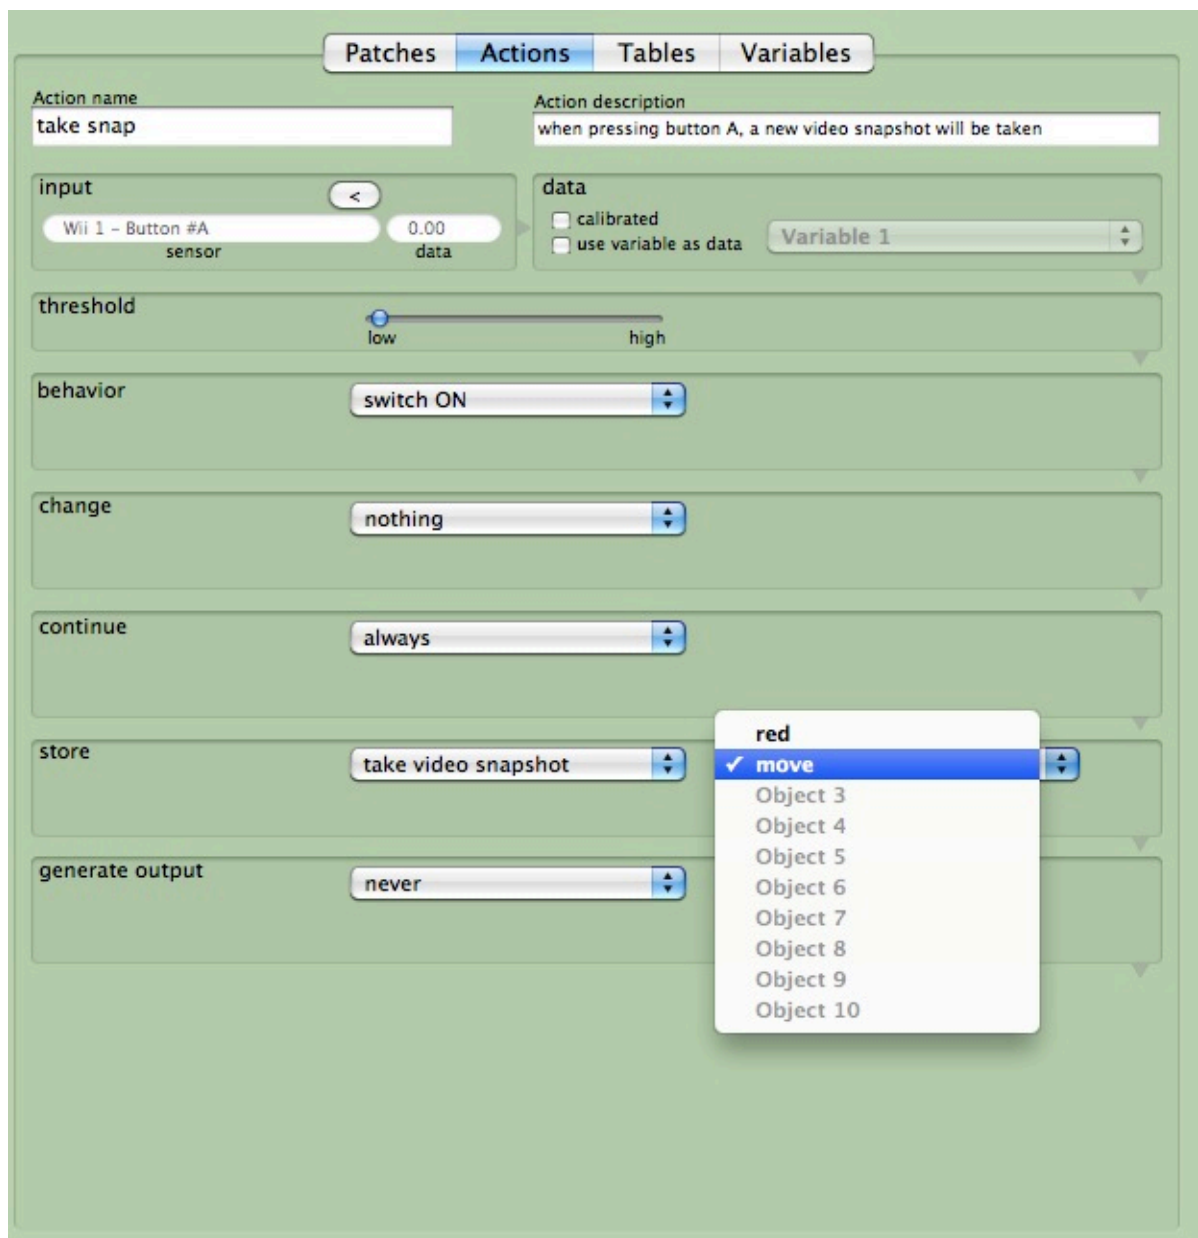 Patches Actions Tables Variables
Action name
take snap
Action description
when pressing button A, a new video snapshot will be taken
input
<
Wii 1 - Button #A
0.00
sensor
data
data
calibrated
use variable as data
Variable 1
threshold
low
high
behavior
switch ON
change
nothing
continue
always
store
take video snapshot
red
✓ move
Object 3
Object 4
Object 5
Object 6
Object 7
Object 8
Object 9
Object 10
generate output
never